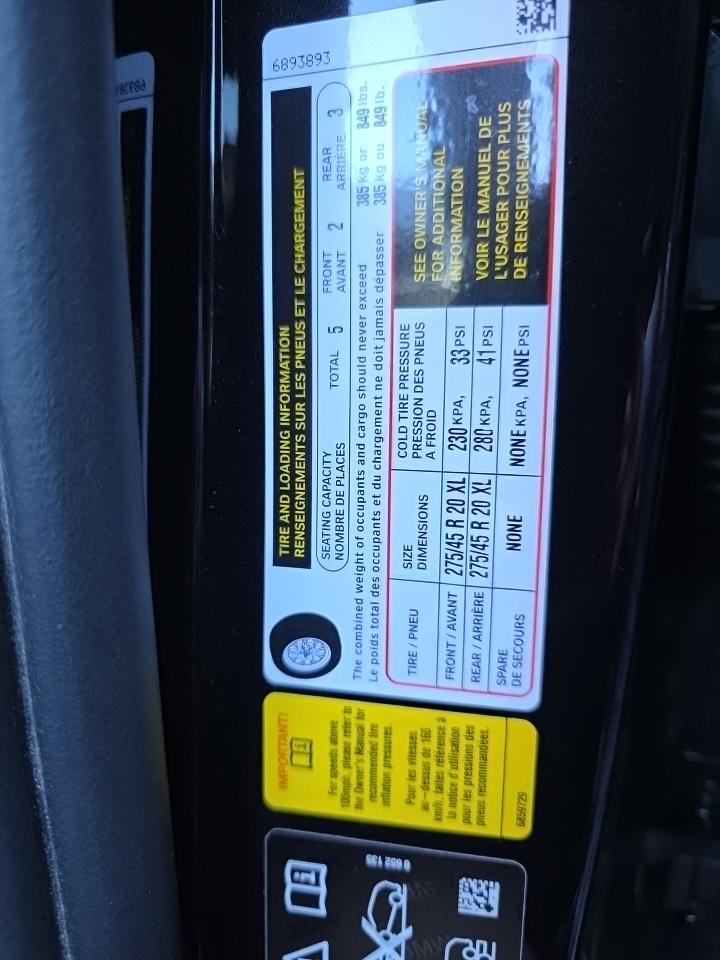 6893893
TIRE AND LOADING INFORMATION
RENSEIGNEMENTS SUR LES PNEUS ET LE CHARGEMENT
SEATING CAPACITY
NOMBRE DE PLACES
TOTAL 5
FRONT
AVANT 2
REAR
ARRIÈRE 3
The combined weight of occupants and cargo should never exceed 385 kg or 849 lbs.
Le poids total des occupants et du chargement ne doit jamais dépasser 385 kg ou 849 lb.
TIRE / PNEU
SIZE
DIMENSIONS
COLD TIRE PRESSURE
PRESSION DES PNEUS
A FROID
FRONT / AVANT 275/45 R 20 XL 230 KPA, 33 PSI
REAR / ARRIÈRE 275/45 R 20 XL 280 KPA, 41 PSI
SPARE
DE SECOURS NONE NONE KPA, NONE PSI
SEE OWNER'S MANUAL
FOR ADDITIONAL
INFORMATION
VOIR LE MANUEL DE
L'USAGER POUR PLUS
DE RENSEIGNEMENTS
IMPORTANT!
For speeds above
100mph, please refer to
the Owner's Manual for
recommended tire
inflation pressures.
Pour les vitesses
au-dessus de 160
km/h, faites référence à
la notice d'utilisation
pour les pressions des
pneus recommandées.
6859729